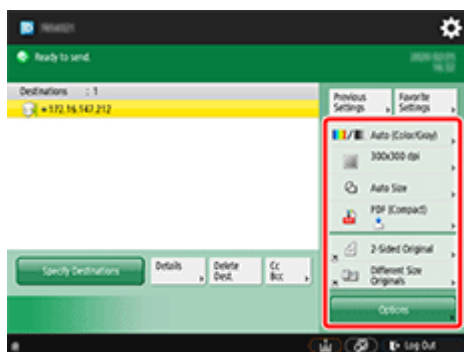 Ready to send.
Destinations : 1
172.16.147.212
Previous Settings
Favorite Settings
Auto (Color/Gray)
300x300 dpi
Auto Size
PDF (Compact)
2-Sided Original
Different Size Originals
Options
Specify Destinations
Details
Delete Dest.
Cc Bcc
Log Out